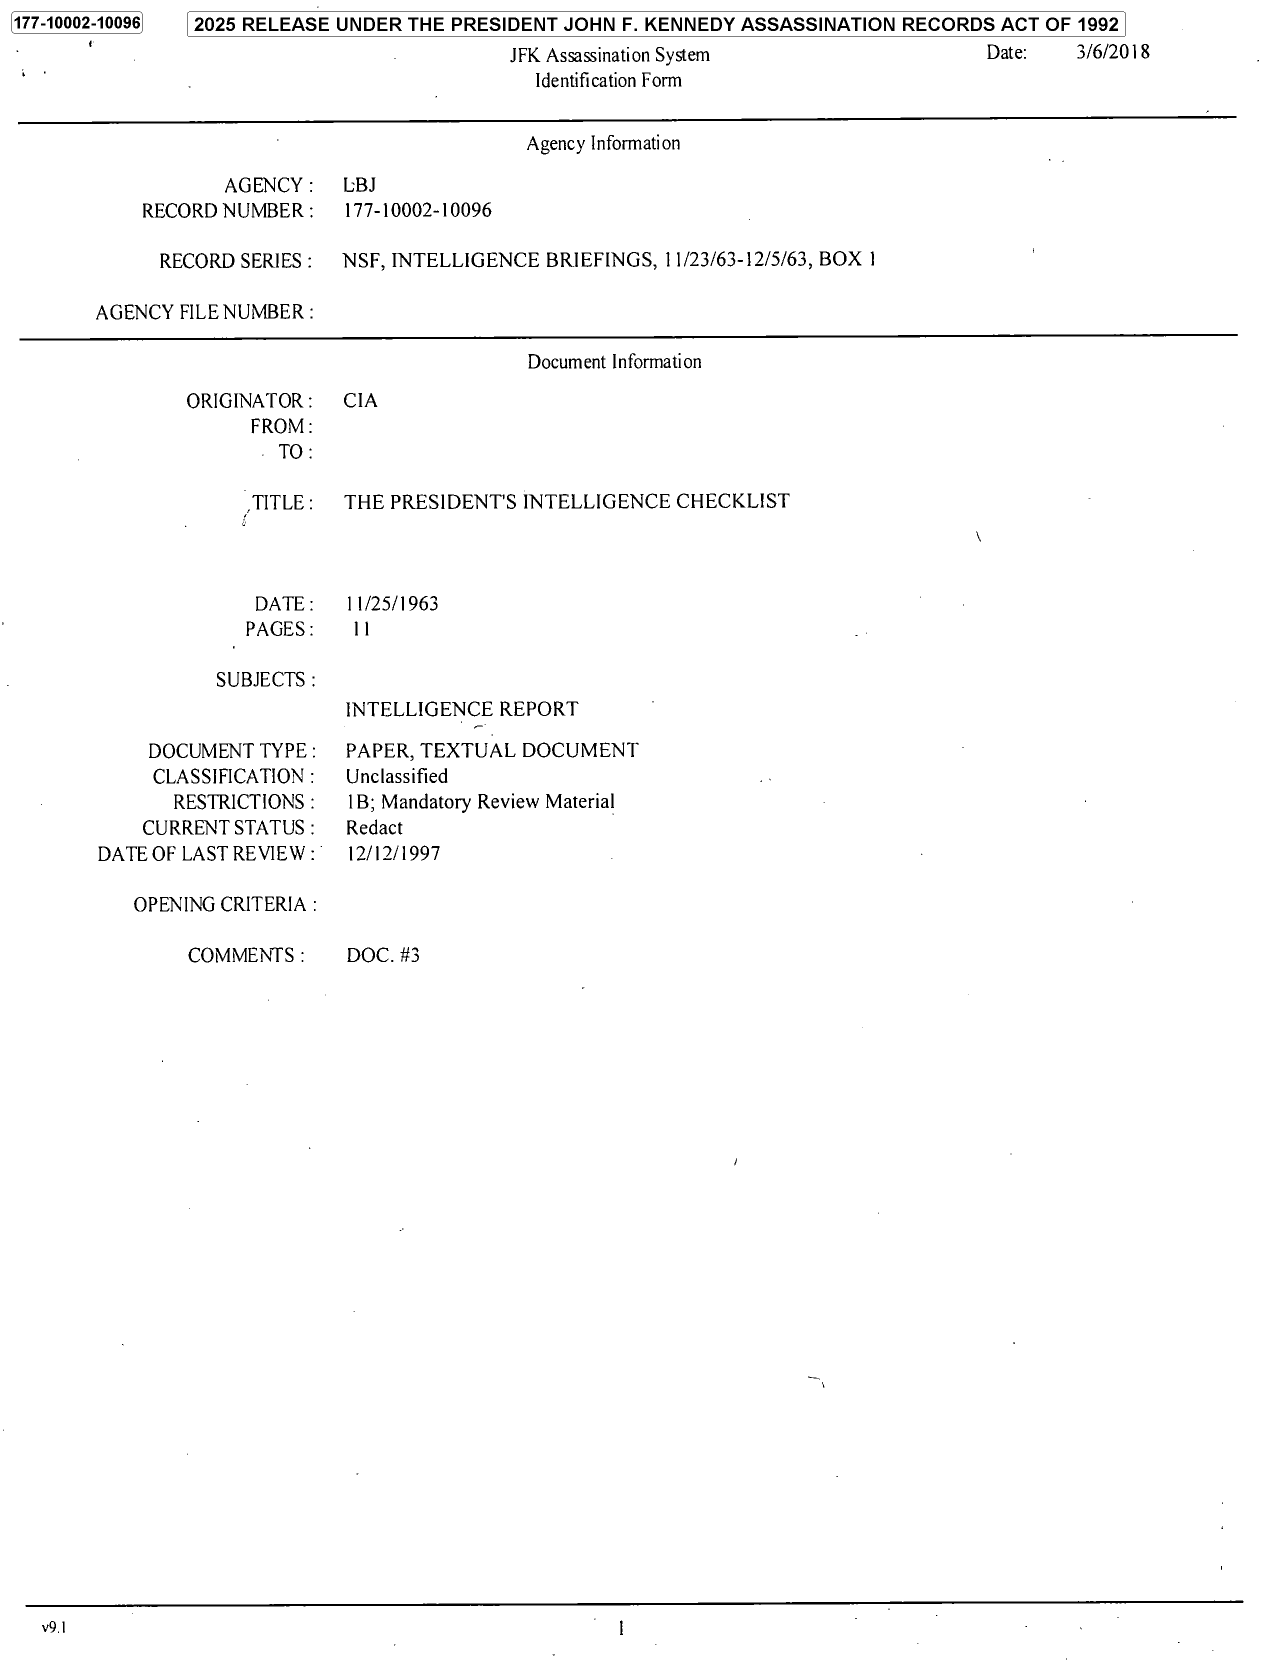 177-10002-10096
2025 RELEASE UNDER THE PRESIDENT JOHN F. KENNEDY ASSASSINATION RECORDS ACT OF 1992
JFK Assassination System
Date: 3/6/2018
Identification Form
Agency Information
AGENCY : LBJ
RECORD NUMBER : 177-10002-10096
RECORD SERIES : NSF, INTELLIGENCE BRIEFINGS, 11/23/63-12/5/63, BOX 1
AGENCY FILE NUMBER :
Document Information
ORIGINATOR : CIA
FROM :
TO :
TITLE : THE PRESIDENT'S INTELLIGENCE CHECKLIST
DATE : 11/25/1963
PAGES : 11
SUBJECTS :
INTELLIGENCE REPORT
DOCUMENT TYPE : PAPER, TEXTUAL DOCUMENT
CLASSIFICATION : Unclassified
RESTRICTIONS : 1B; Mandatory Review Material
CURRENT STATUS : Redact
DATE OF LAST REVIEW : 12/12/1997
OPENING CRITERIA :
COMMENTS : DOC. #3
v9.1
1